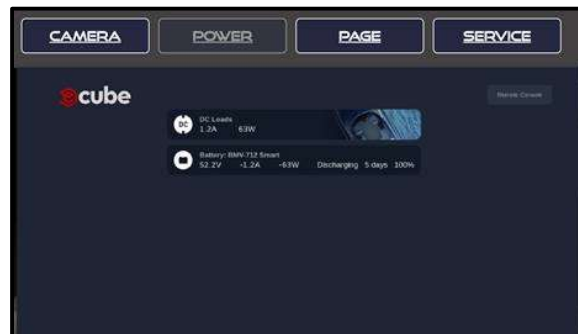 CAMERA
POWER
PAGE
SERVICE
cube
Remote Console
DC
DC Loads
1.2A 63W
Battery: BMV-712 Smart
52.2V -1.2A -63W Discharging 5 days 100%